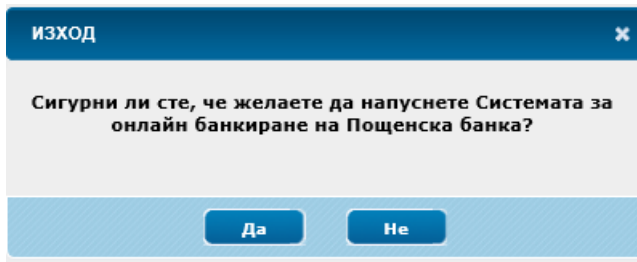 ИЗХОД
Сигурни ли сте, че желаете да напуснете Системата за
онлайн банкиране на Пощенска банка?
Да
Не